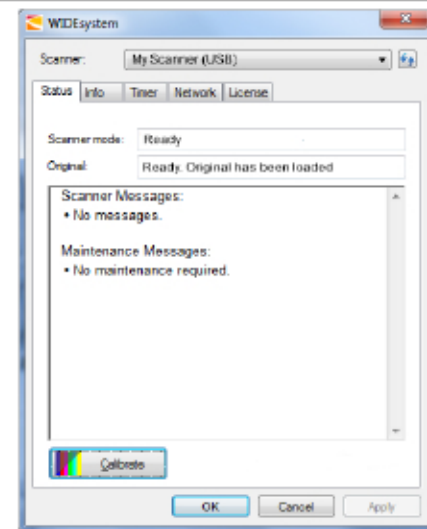 WIDEsystem
Scanner: My Scanner (USB)
Status Info Timer Network License
Scanner mode: Ready
Original: Ready. Original has been loaded
Scanner Messages:
• No messages.
Maintenance Messages:
• No maintenance required.
Calibrate
OK Cancel Apply